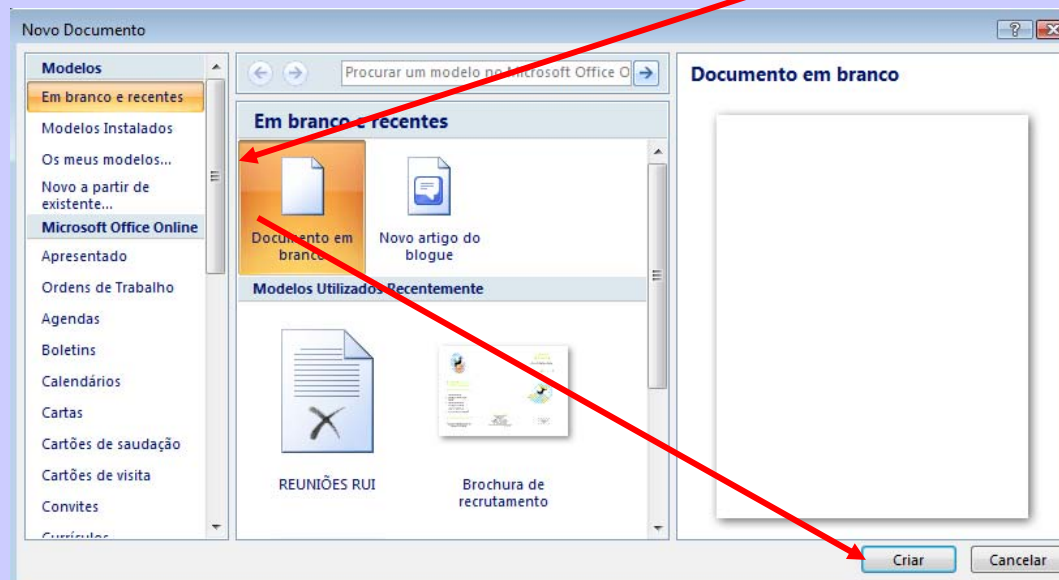 Novo Documento
Modelos
Em branco e recentes
Modelos Instalados
Os meus modelos...
Novo a partir de
existente...
Microsoft Office Online
Apresentado
Ordens de Trabalho
Agendas
Boletins
Calendários
Cartas
Cartões de saudação
Cartões de visita
Convites
Currículos
Procurar um modelo no Microsoft Office O
Em branco e recentes
Documento em
branco
Novo artigo do
blogue
Modelos Utilizados Recentemente
REUNIÕES RUI
Brochura de
recrutamento
Documento em branco
Criar
Cancelar